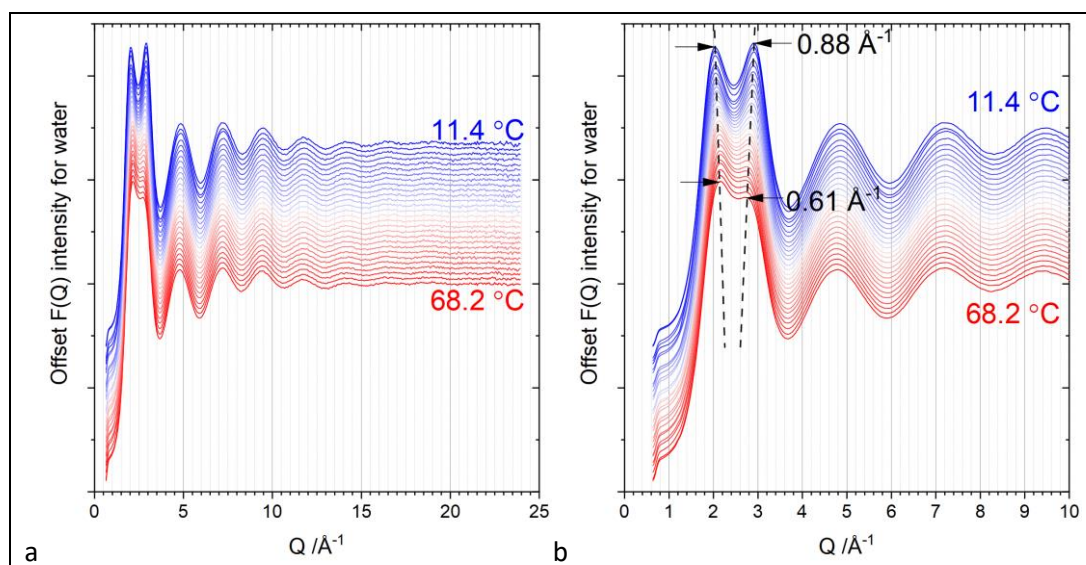 Offset F(Q) intensity for water
11.4 °C
68.2 °C
0 5 10 15 20 25
Q /Å⁻¹
a
Offset F(Q) intensity for water
0.88 Å⁻¹
11.4 °C
0.61 Å⁻¹
68.2 °C
0 1 2 3 4 5 6 7 8 9 10
Q /Å⁻¹
b